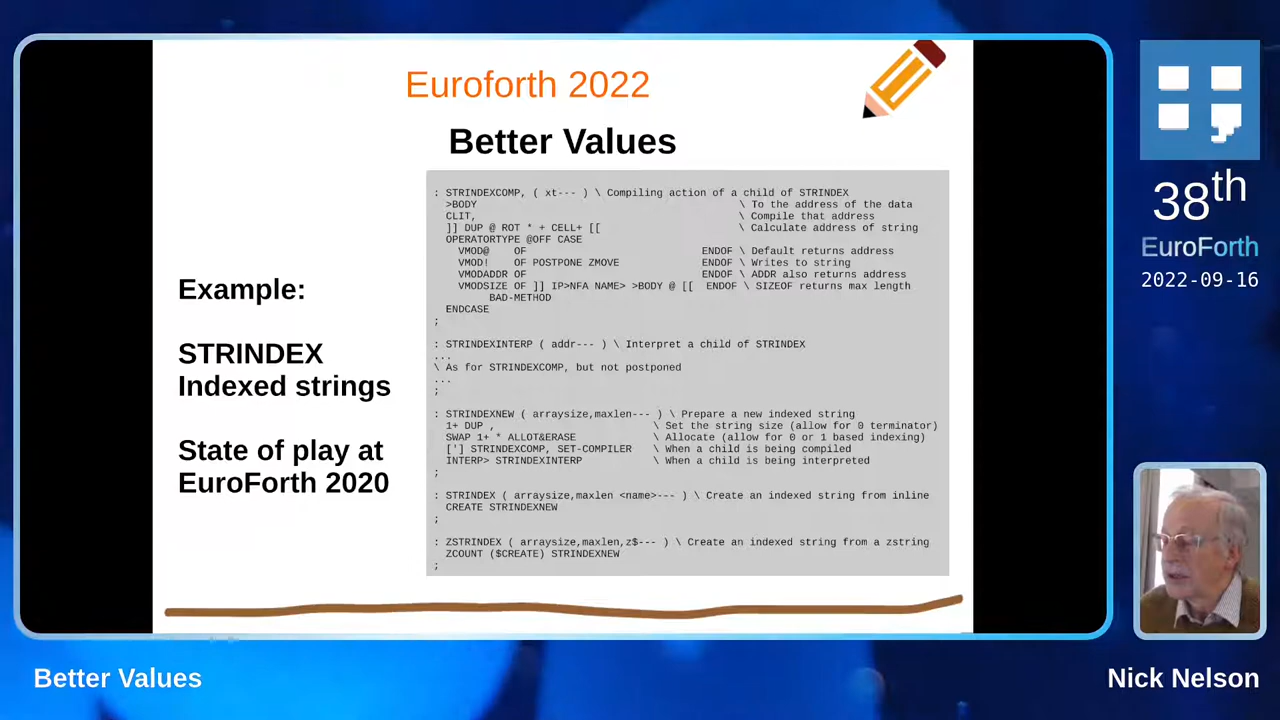 Euroforth 2022
Better Values
Example:
STRINDEX
Indexed strings
State of play at
EuroForth 2020
: STRINDEXCOMP, ( xt--- ) \ Compiling action of a child of STRINDEX
>BODY \ To the address of the data
CLIT, \ Compile that address
]] DUP @ ROT * + CELL+ [[ \ Calculate address of string
OPERATORTYPE @OFF CASE
VMOD@ OF ENDOF \ Default returns address
VMOD! OF POSTPONE ZMOVE ENDOF \ Writes to string
VMODADDR OF ENDOF \ ADDR also returns address
VMODSIZE OF ]] IP>NFA NAME> >BODY @ [[ ENDOF \ SIZEOF returns max length
BAD-METHOD
ENDCASE
;
: STRINDEXINTERP ( addr--- ) \ Interpret a child of STRINDEX
...
\ As for STRINDEXCOMP, but not postponed
...
;
: STRINDEXNEW ( arraysize,maxlen--- ) \ Prepare a new indexed string
1+ DUP , \ Set the string size (allow for 0 terminator)
SWAP 1+ * ALLOT&ERASE \ Allocate (allow for 0 or 1 based indexing)
['] STRINDEXCOMP, SET-COMPILER \ When a child is being compiled
INTERP> STRINDEXINTERP \ When a child is being interpreted
;
: STRINDEX ( arraysize,maxlen <name>--- ) \ Create an indexed string from inline
CREATE STRINDEXNEW
;
: ZSTRINDEX ( arraysize,maxlen,z$--- ) \ Create an indexed string from a zstring
ZCOUNT ($CREATE) STRINDEXNEW
;
38th
EuroForth
2022-09-16
Better Values
Nick Nelson